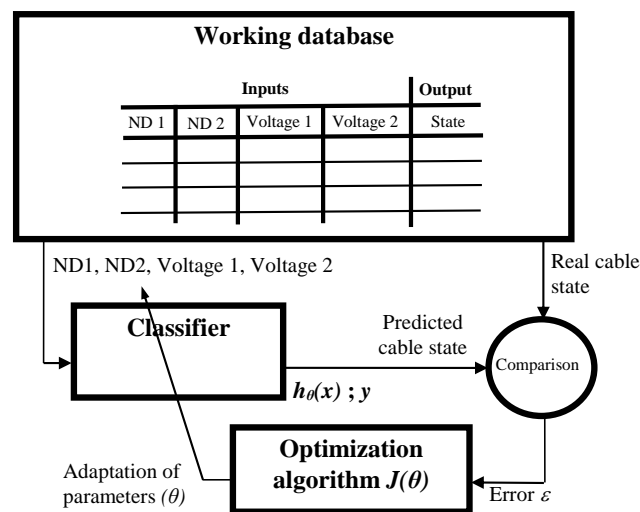 Working database
Inputs Output
ND 1 ND 2 Voltage 1 Voltage 2 State
ND1, ND2, Voltage 1, Voltage 2
Real cable
state
Classifier
Predicted
cable state
Comparison
h_θ(x) ; y
Optimization
algorithm J(θ)
Adaptation of
parameters (θ)
Error ε